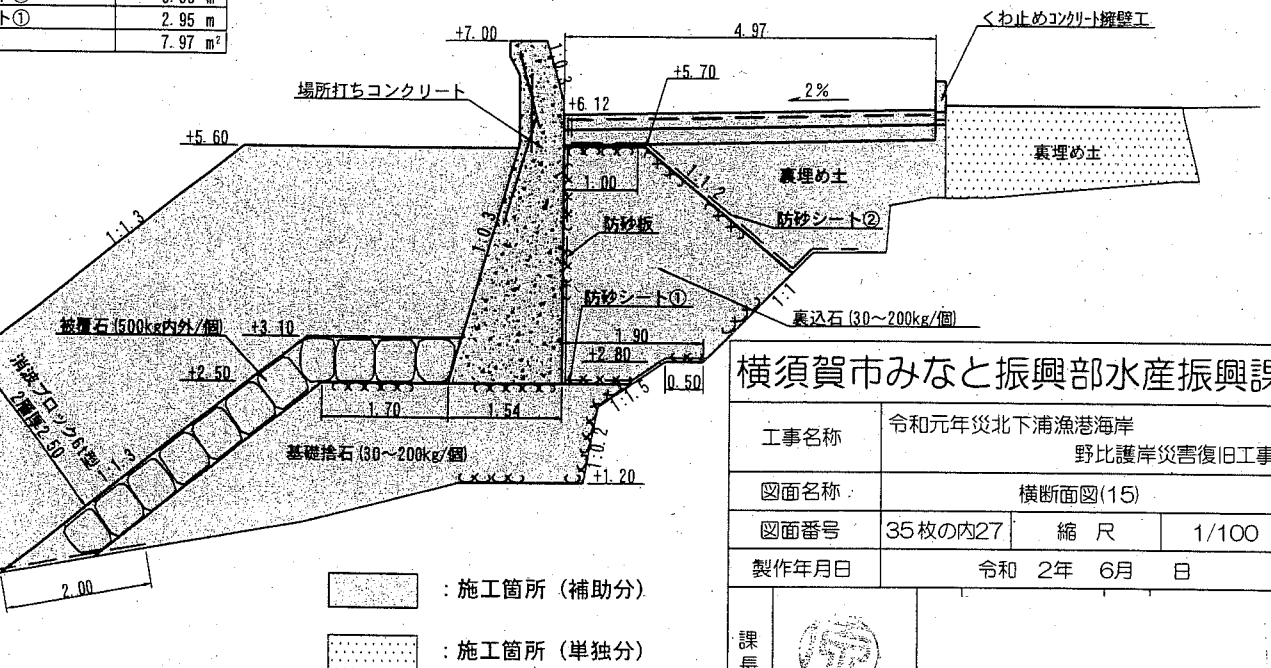 ト① 2.95 m
7.97 m²
+7.00
4.97
くわ止めコンクリート擁壁工
場所打ちコンクリート
+5.70
2%
+6.12
+5.60
裏埋め土
裏埋め土
1.00
1:1.2
防砂シート②
1:1.3
1:0.3
防砂板
防砂シート①
1:1
裏込石(30～200kg/個)
被覆石(500kg内外/個)
+3.10
1.90
+2.80
+2.50
0.50
1:1.5
1.70
1.54
消波ブロック6t型
2層厚2.50
1:1.3
基礎捨石(30～200kg/個)
1:0.2
+1.20
2.00
：施工箇所（補助分）
：施工箇所（単独分）
横須賀市みなと振興部水産振興課
工事名称 令和元年災北下浦漁港海岸
野比護岸災害復旧工事
図面名称 横断面図(15)
図面番号 35枚の内27 縮 尺 1/100
製作年月日 令和 2年 6月 日
課長